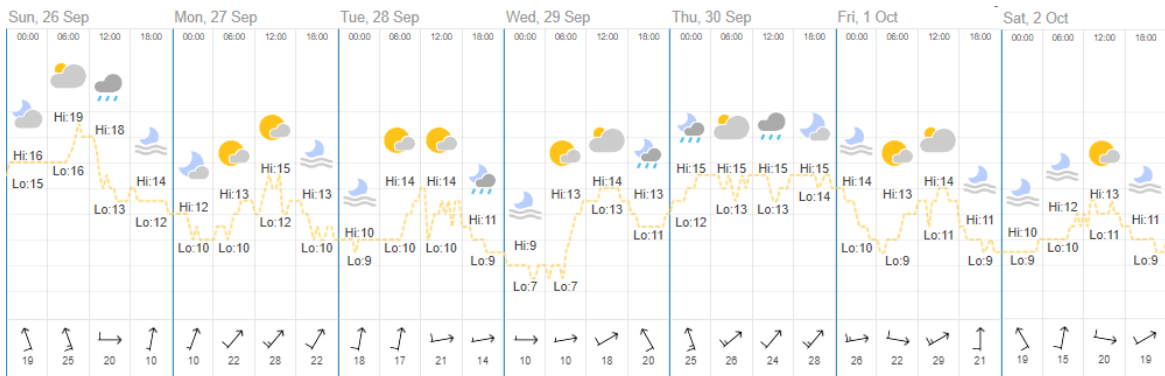 Sun, 26 Sep Mon, 27 Sep Tue, 28 Sep Wed, 29 Sep Thu, 30 Sep Fri, 1 Oct Sat, 2 Oct
00:00 06:00 12:00 18:00 00:00 06:00 12:00 18:00 00:00 06:00 12:00 18:00 00:00 06:00 12:00 18:00 00:00 06:00 12:00 18:00 00:00 06:00 12:00 18:00 00:00 06:00 12:00 18:00
Hi:16 Hi:19 Hi:18 Hi:14 Hi:12 Hi:13 Hi:15 Hi:13 Hi:10 Hi:14 Hi:14 Hi:11 Hi:9 Hi:13 Hi:14 Hi:13 Hi:15 Hi:15 Hi:15 Hi:15 Hi:14 Hi:13 Hi:14 Hi:11 Hi:10 Hi:12 Hi:13 Hi:11
Lo:15 Lo:16 Lo:13 Lo:12 Lo:10 Lo:10 Lo:12 Lo:10 Lo:9 Lo:10 Lo:10 Lo:9 Lo:7 Lo:7 Lo:13 Lo:11 Lo:12 Lo:13 Lo:13 Lo:14 Lo:10 Lo:9 Lo:11 Lo:9 Lo:9 Lo:10 Lo:11 Lo:9
19 25 20 10 10 22 28 22 18 17 21 14 10 10 18 20 25 26 24 28 26 22 29 21 19 15 20 19